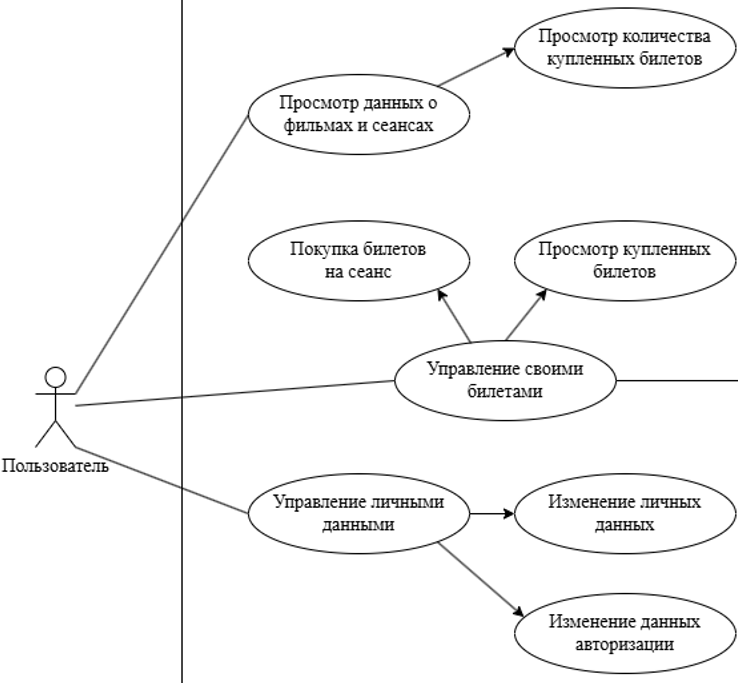 Просмотр количества
купленных билетов
Просмотр данных о
фильмах и сеансах
Покупка билетов
на сеанс
Просмотр купленных
билетов
Управление своими
билетами
Пользователь
Управление личными
данными
Изменение личных
данных
Изменение данных
авторизации